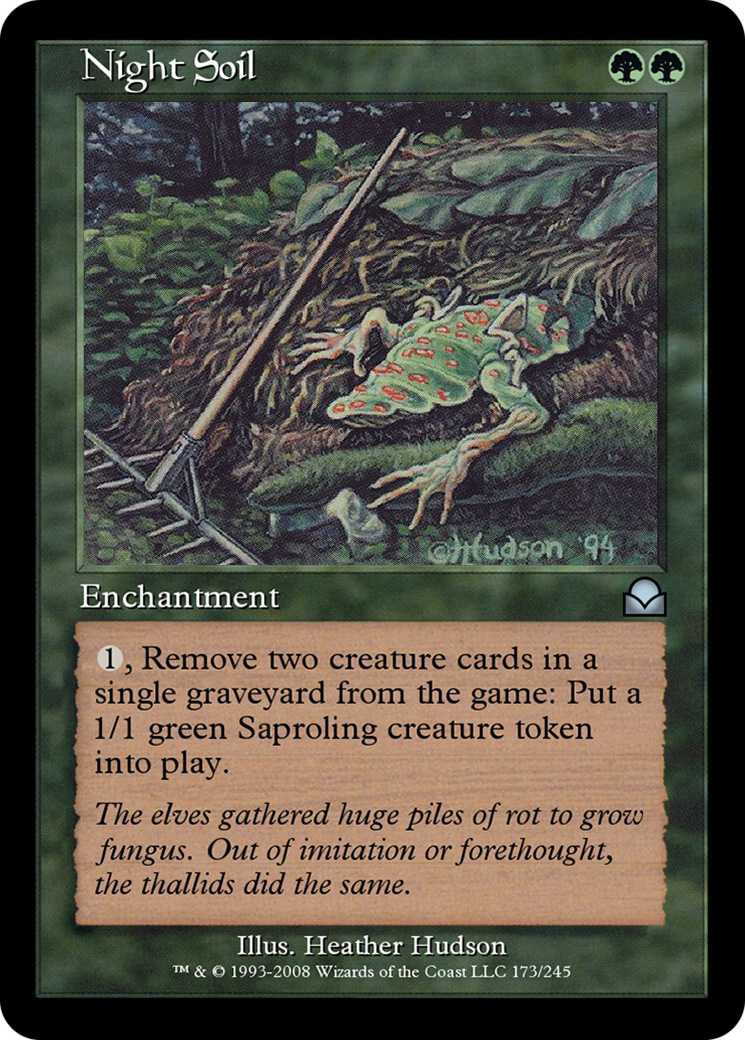 Night Soil
©HHudson '94
Enchantment
1, Remove two creature cards in a
single graveyard from the game: Put a
1/1 green Saproling creature token
into play.
The elves gathered huge piles of rot to grow
fungus. Out of imitation or forethought,
the thallids did the same.
Illus. Heather Hudson
™ & © 1993-2008 Wizards of the Coast LLC 173/245